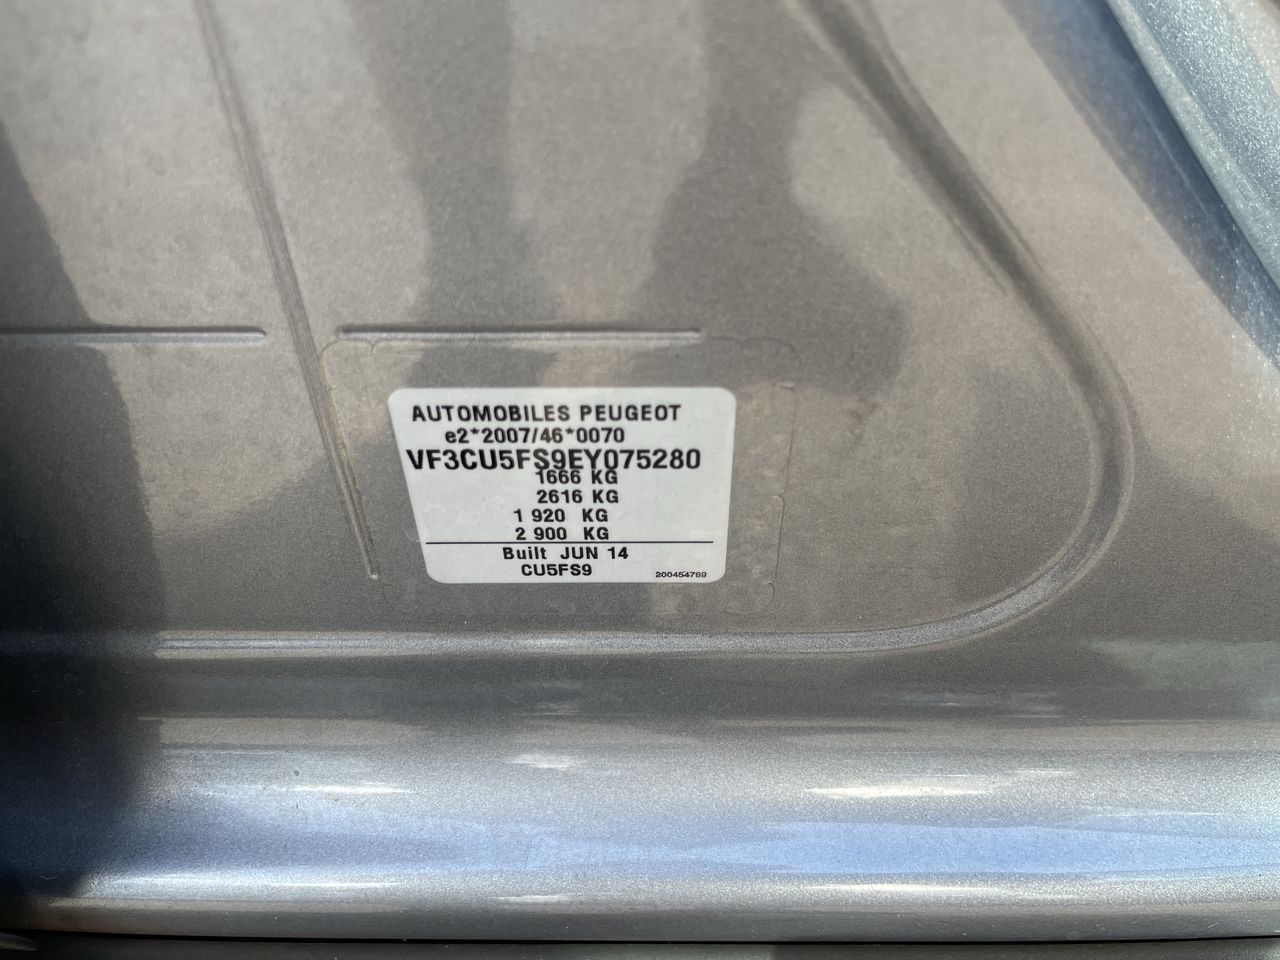 AUTOMOBILES PEUGEOT
e2*2007/46*0070
VF3CU5FS9EY075280
1666 KG
2616 KG
1 920 KG
2 900 KG
Built JUN 14
CU5FS9
200454789